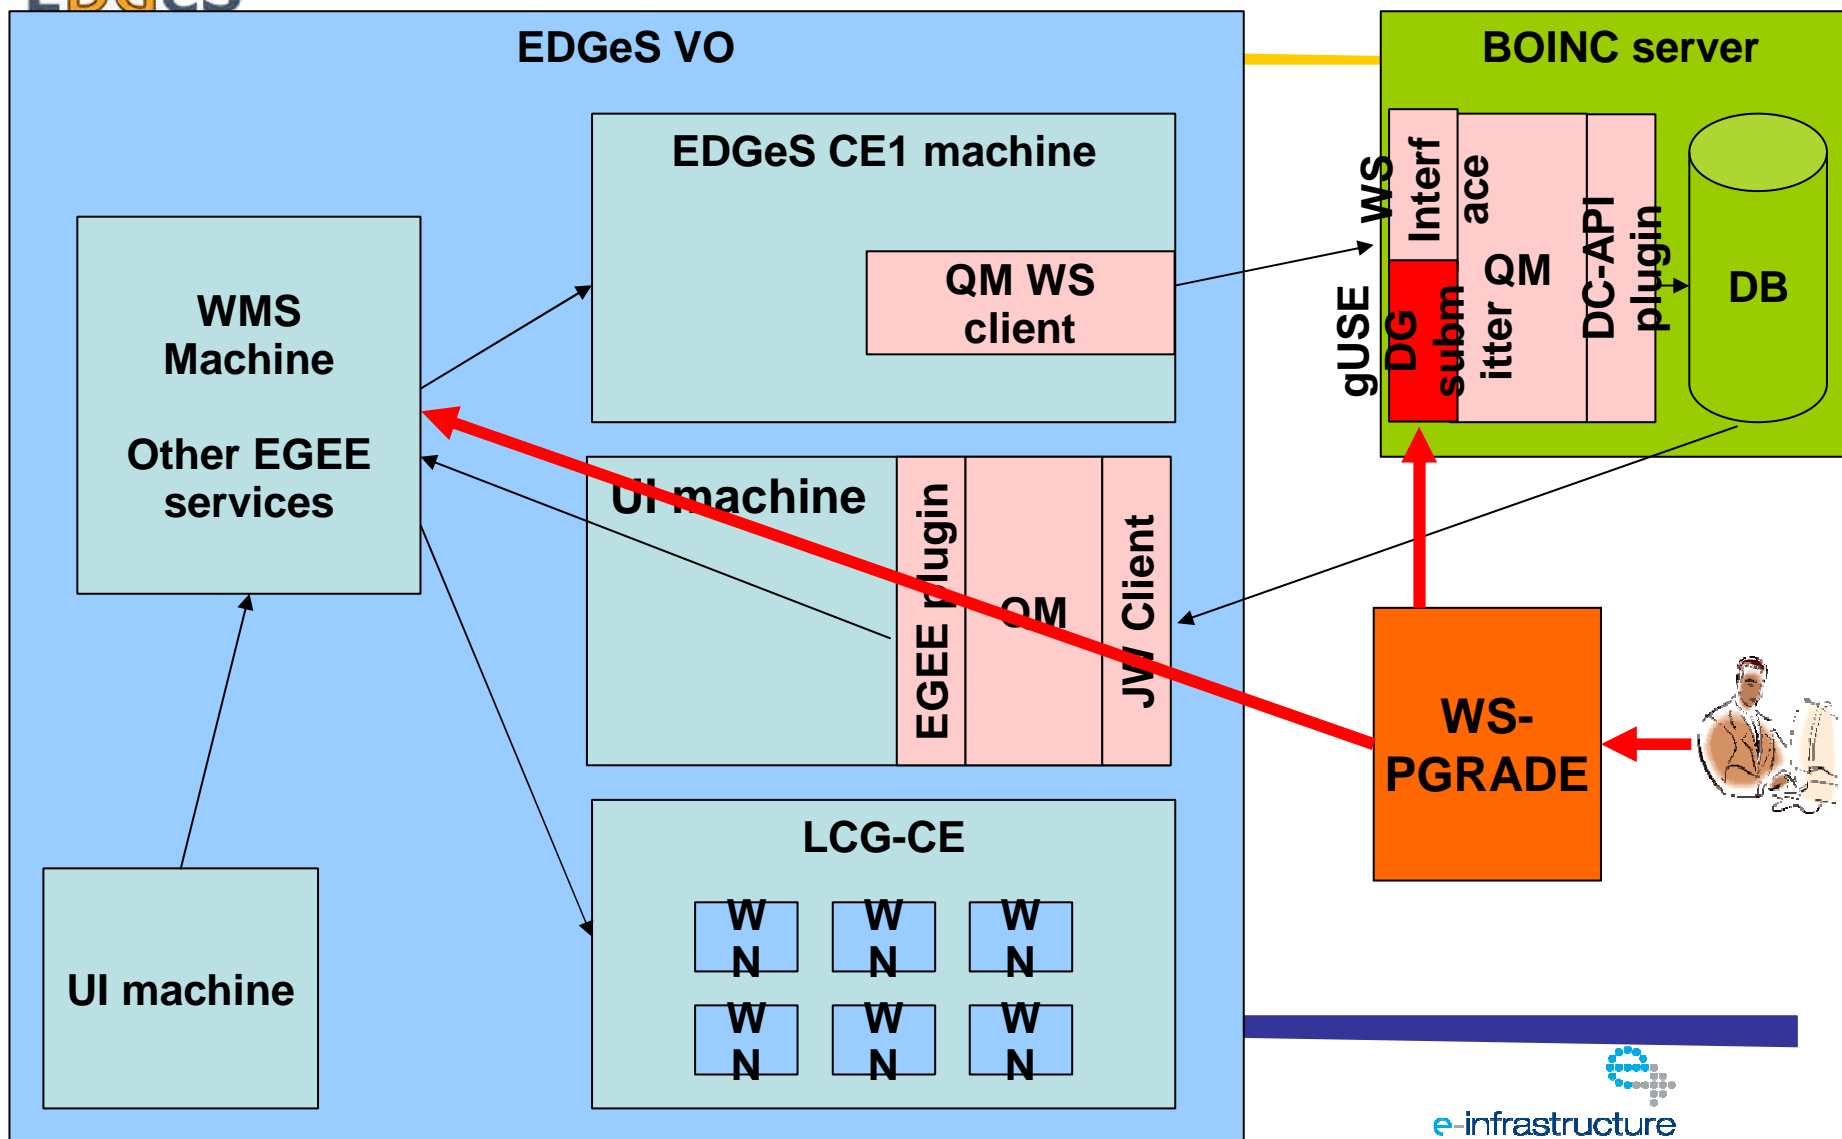 EDGeS
EDGeS VO
BOINC server
EDGeS CE1 machine
QM WS
client
WMS
Machine
Other EGEE
services
UI machine
EGEE plugin
QM
JW Client
LCG-CE
W
N
W
N
W
N
W
N
W
N
W
N
UI machine
WS
Interf
ace
gUSE
DG
subm
itter
QM
DC-API
plugin
DB
WS-
PGRADE
e-infrastructure